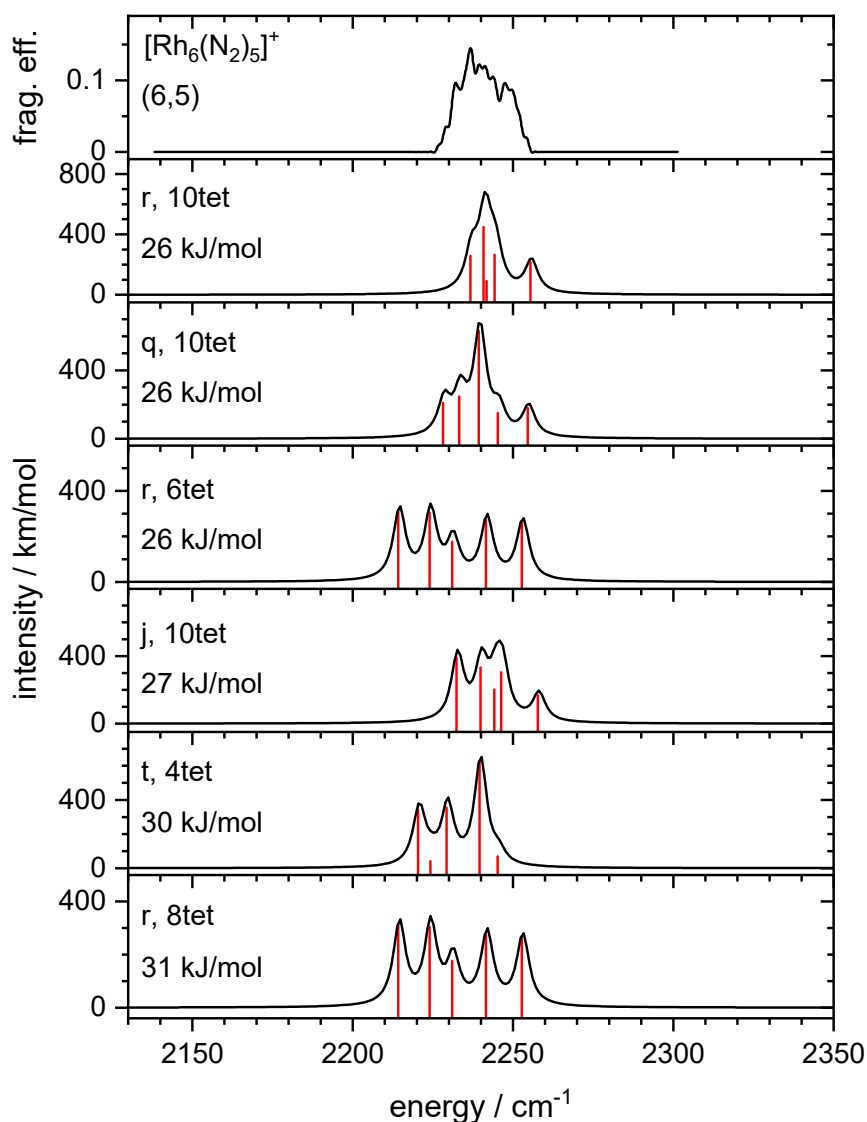 frag. eff.
0.1
0
[Rh₆(N₂)₅]⁺
(6,5)
intensity / km/mol
800
400
0
r, 10tet
26 kJ/mol
400
0
q, 10tet
26 kJ/mol
400
0
r, 6tet
26 kJ/mol
400
0
j, 10tet
27 kJ/mol
400
0
t, 4tet
30 kJ/mol
400
0
r, 8tet
31 kJ/mol
2150 2200 2250 2300 2350
energy / cm⁻¹